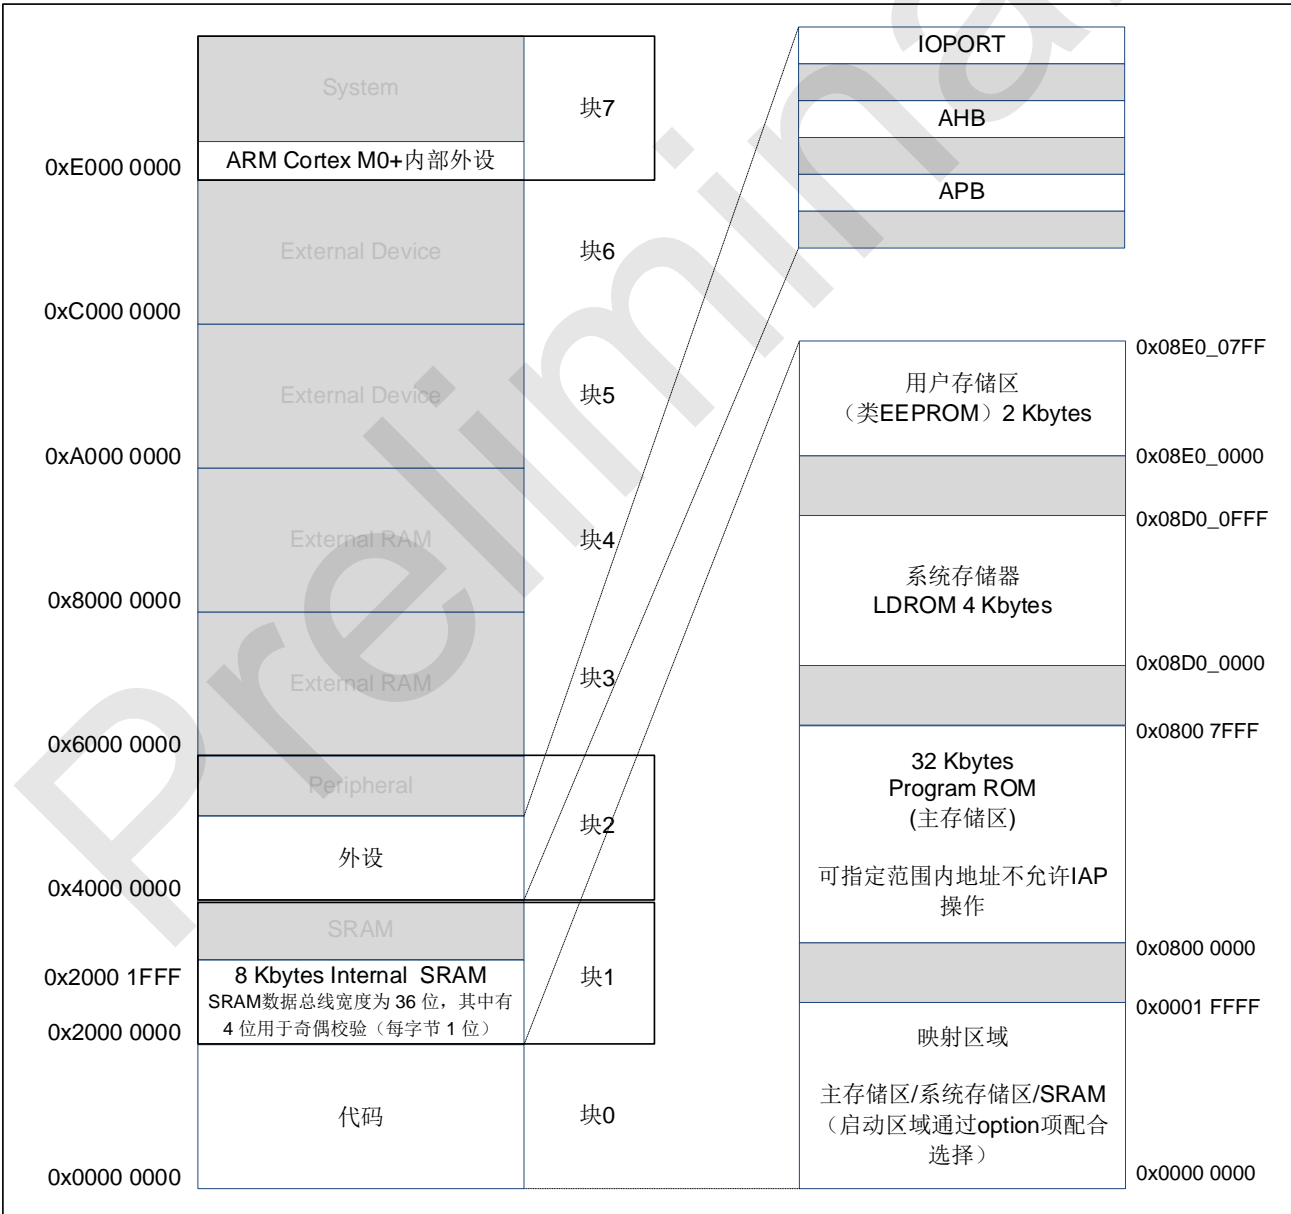 System
块7
0xE000 0000
ARM Cortex M0+内部外设
External Device
块6
0xC000 0000
External Device
块5
0xA000 0000
External RAM
块4
0x8000 0000
External RAM
块3
0x6000 0000
Peripheral
块2
外设
0x4000 0000
SRAM
0x2000 1FFF
8 Kbytes Internal SRAM
SRAM数据总线宽度为 36 位，其中有
4 位用于奇偶校验（每字节 1 位）
块1
0x2000 0000
代码
块0
0x0000 0000
IOPORT
AHB
APB
0x08E0_07FF
用户存储区
（类EEPROM）2 Kbytes
0x08E0_0000
0x08D0_0FFF
系统存储器
LDROM 4 Kbytes
0x08D0_0000
0x0800 7FFF
32 Kbytes
Program ROM
(主存储区)
可指定范围内地址不允许IAP
操作
0x0800 0000
0x0001 FFFF
映射区域
主存储区/系统存储区/SRAM
（启动区域通过option项配合
选择）
0x0000 0000
Prelimina